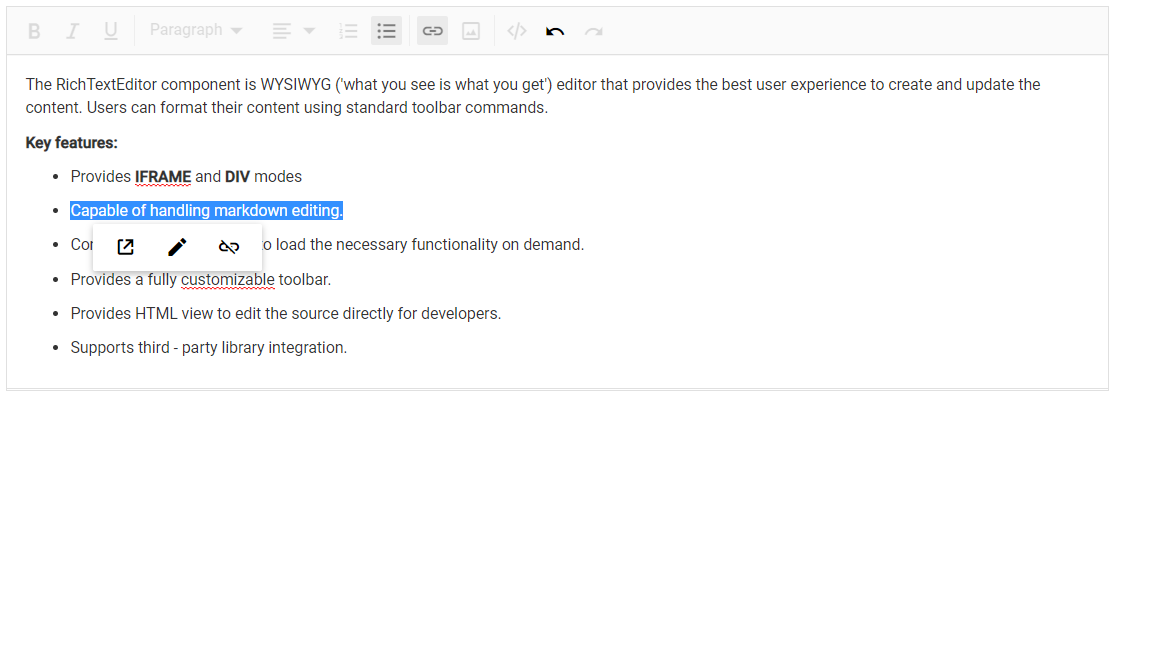 Paragraph
The RichTextEditor component is WYSIWYG ('what you see is what you get') editor that provides the best user experience to create and update the
content. Users can format their content using standard toolbar commands.
Key features:
Provides IFRAME and DIV modes
Capable of handling markdown editing.
to load the necessary functionality on demand.
Provides a fully customizable toolbar.
Provides HTML view to edit the source directly for developers.
Supports third - party library integration.